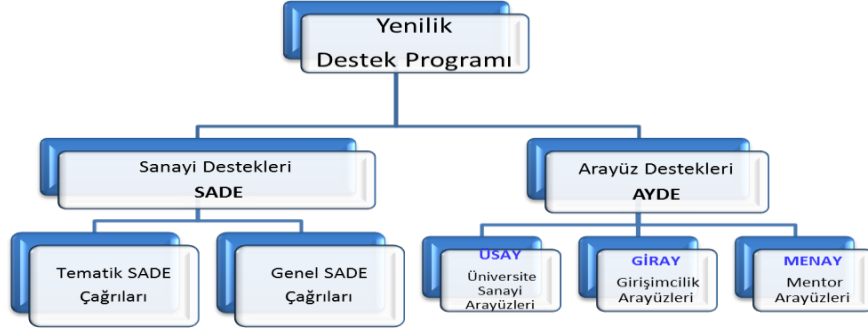 Yenilik
Destek Programı
Sanayi Destekleri
SADE
Arayüz Destekleri
AYDE
Tematik SADE
Çağrıları
Genel SADE
Çağrıları
USAY
Üniversite
Sanayi
Arayüzleri
GİRAY
Girişimcilik
Arayüzleri
MENAY
Mentor
Arayüzleri